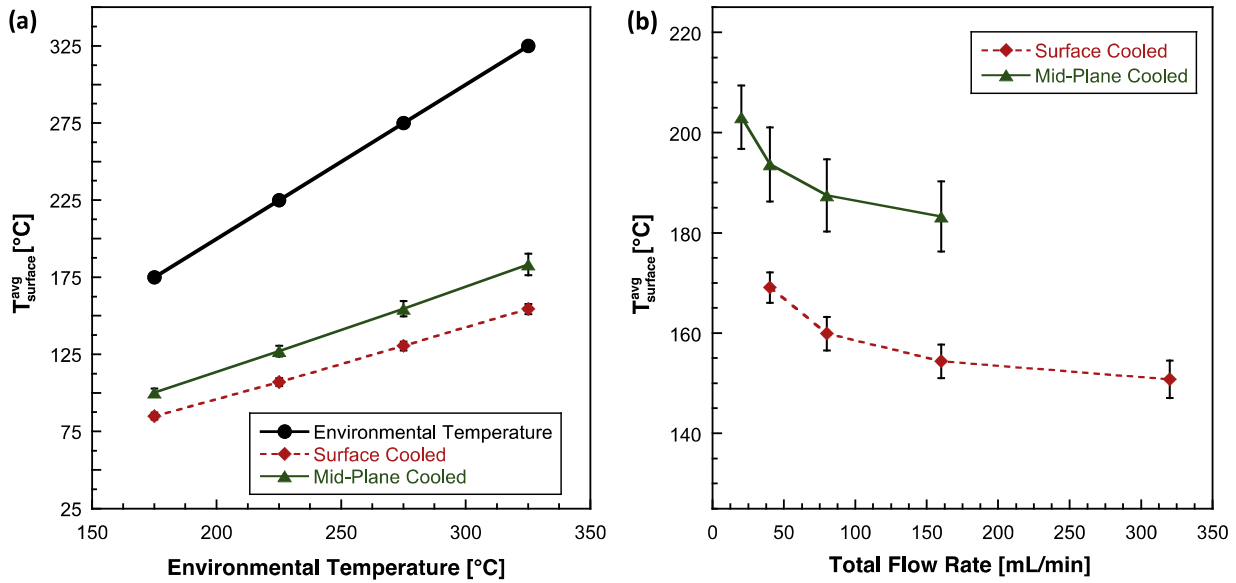 (a)
325
275
225
175
125
75
25
T^avg_surface [°C]
Environmental Temperature
Surface Cooled
Mid-Plane Cooled
150 200 250 300 350
Environmental Temperature [°C]
(b)
220
200
180
160
140
T^avg_surface [°C]
Surface Cooled
Mid-Plane Cooled
0 50 100 150 200 250 300 350
Total Flow Rate [mL/min]